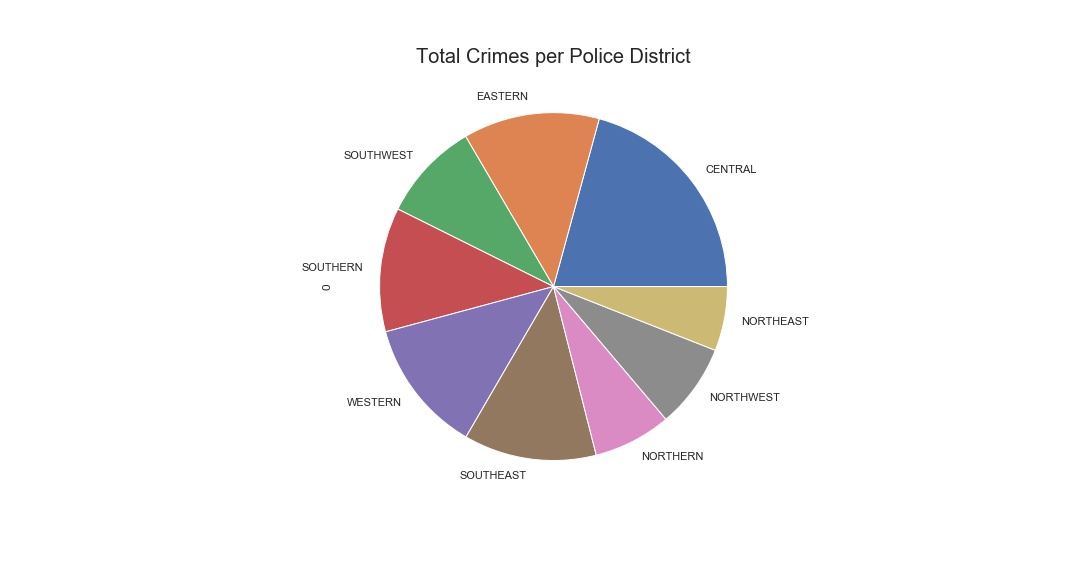 Total Crimes per Police District
EASTERN
SOUTHWEST
CENTRAL
SOUTHERN
0
NORTHEAST
WESTERN
NORTHWEST
NORTHERN
SOUTHEAST